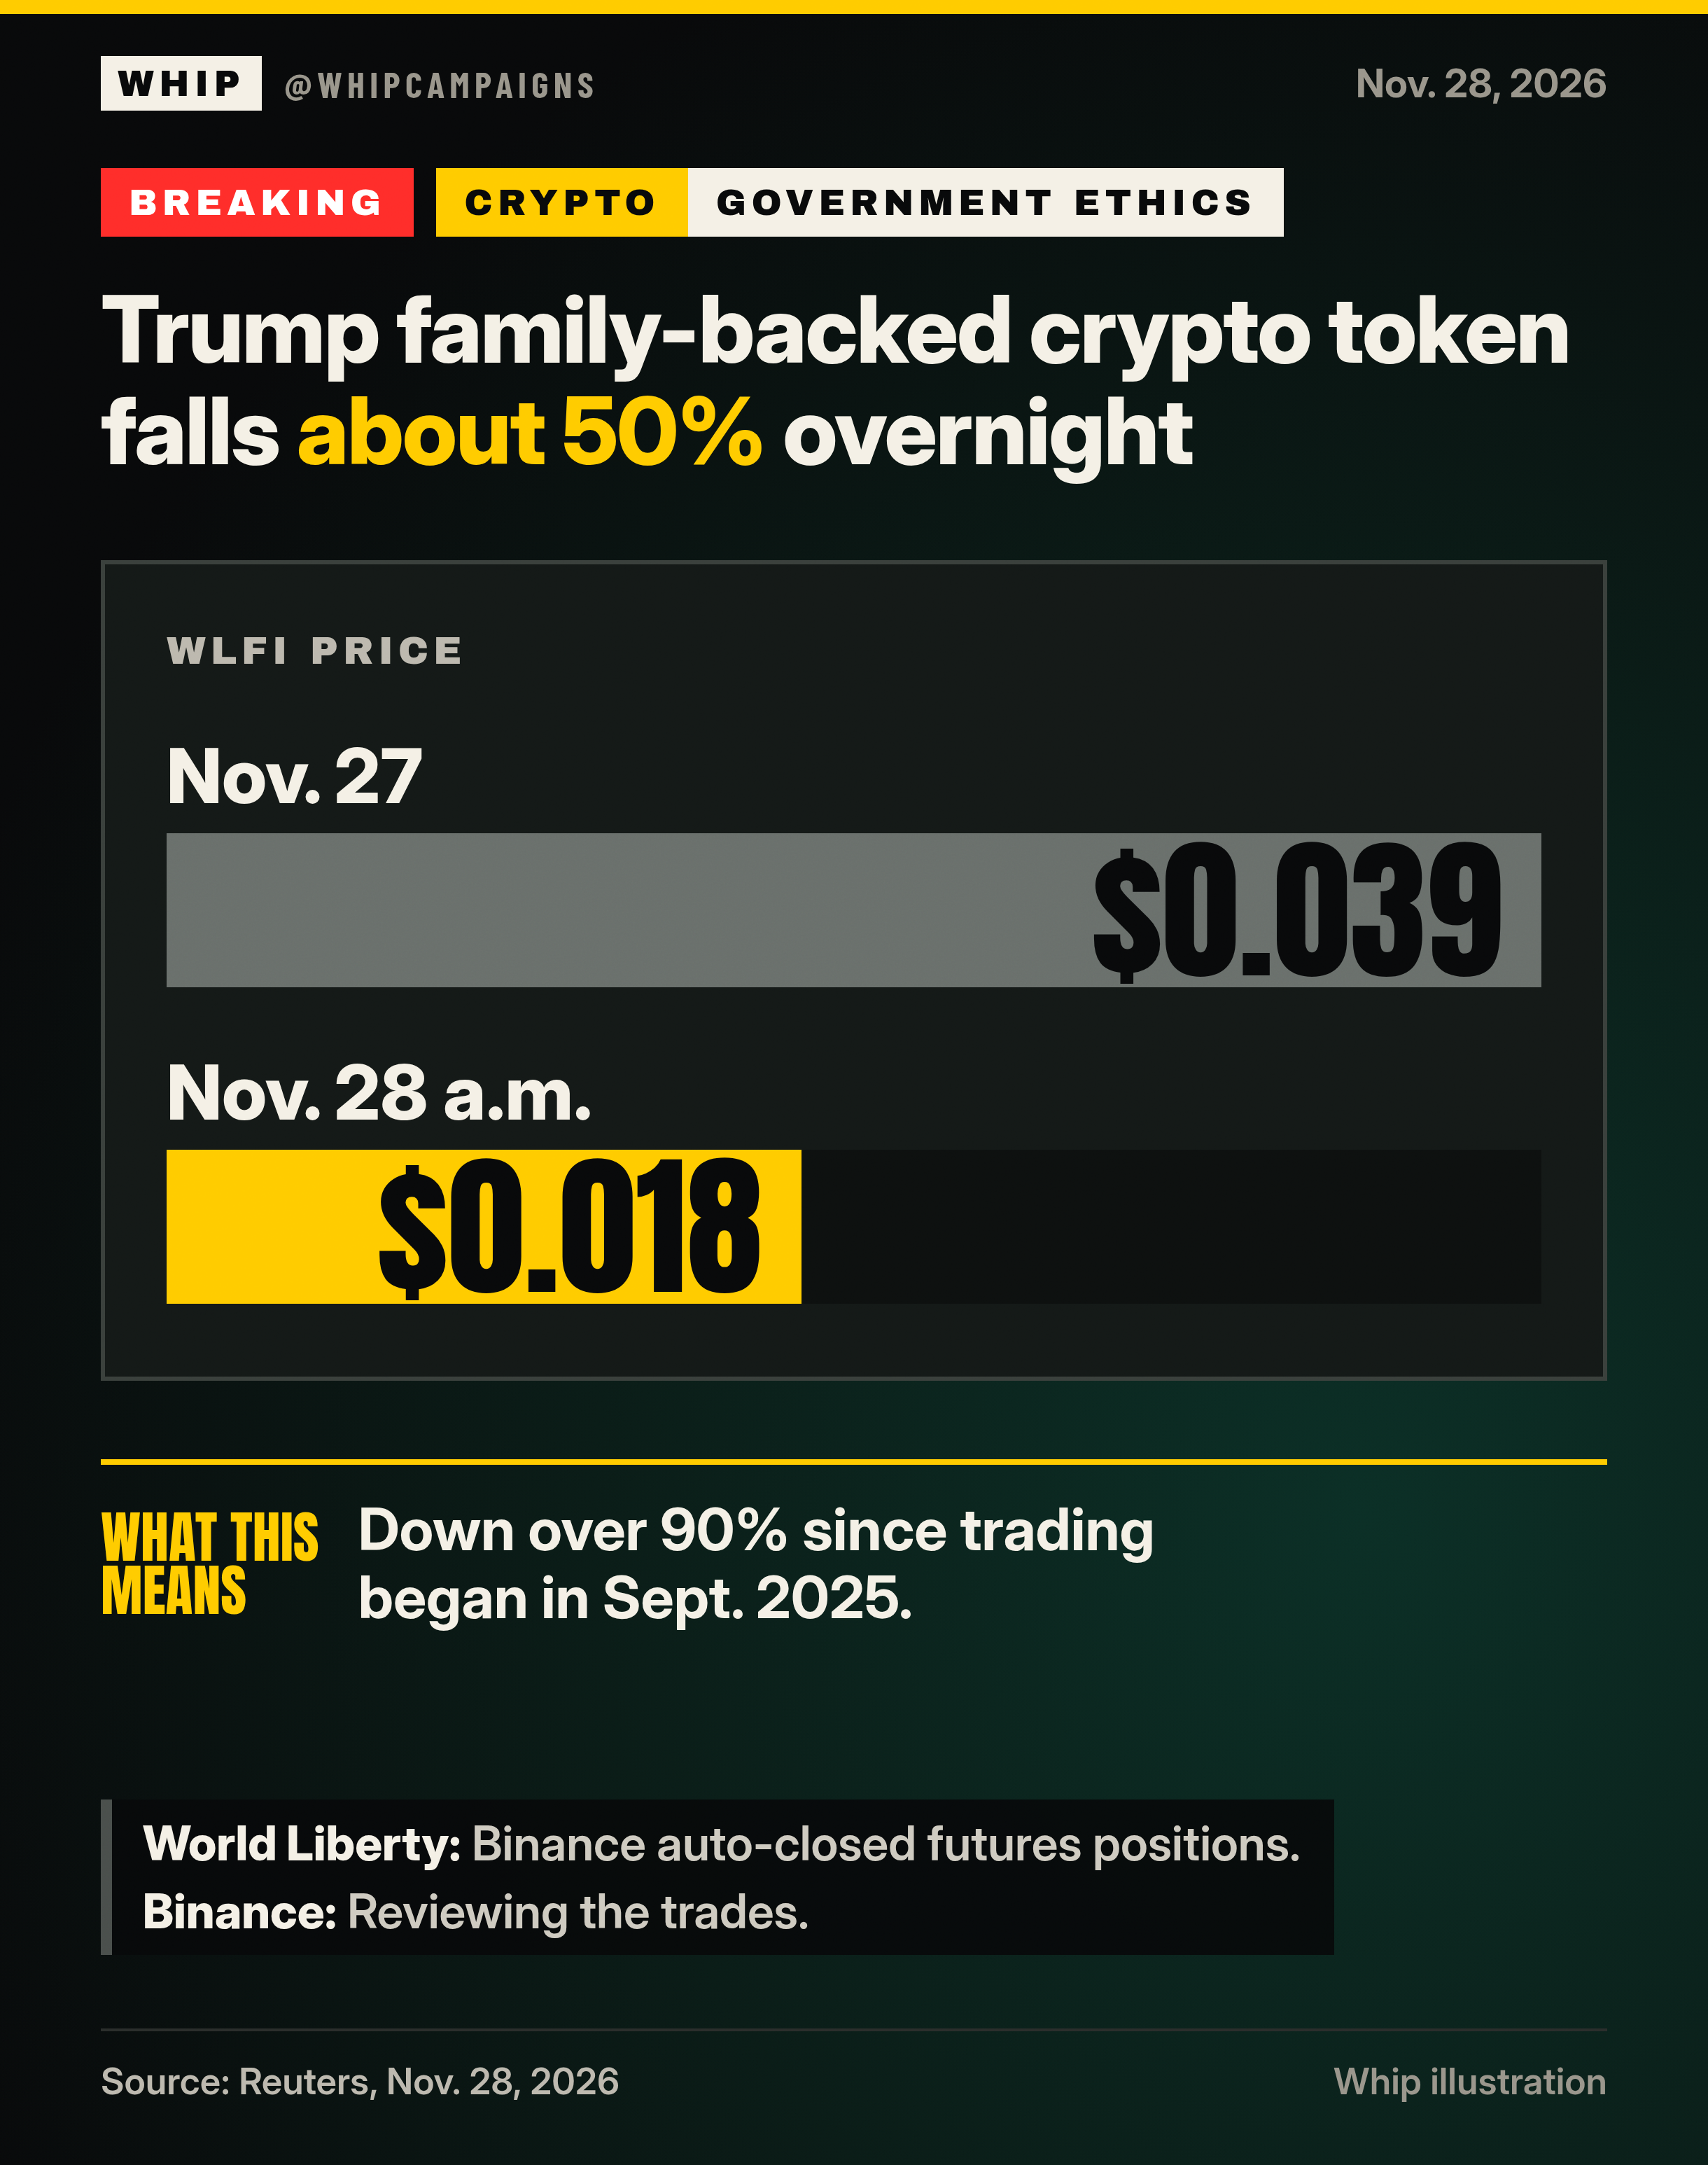 WHIP @WHIPCAMPAIGNS Nov. 28, 2026
BREAKING CRYPTO GOVERNMENT ETHICS
Trump family-backed crypto token
falls about 50% overnight
WLFI PRICE
Nov. 27
$0.039
Nov. 28 a.m.
$0.018
WHAT THIS
MEANS
Down over 90% since trading
began in Sept. 2025.
World Liberty: Binance auto-closed futures positions.
Binance: Reviewing the trades.
Source: Reuters, Nov. 28, 2026 Whip illustration